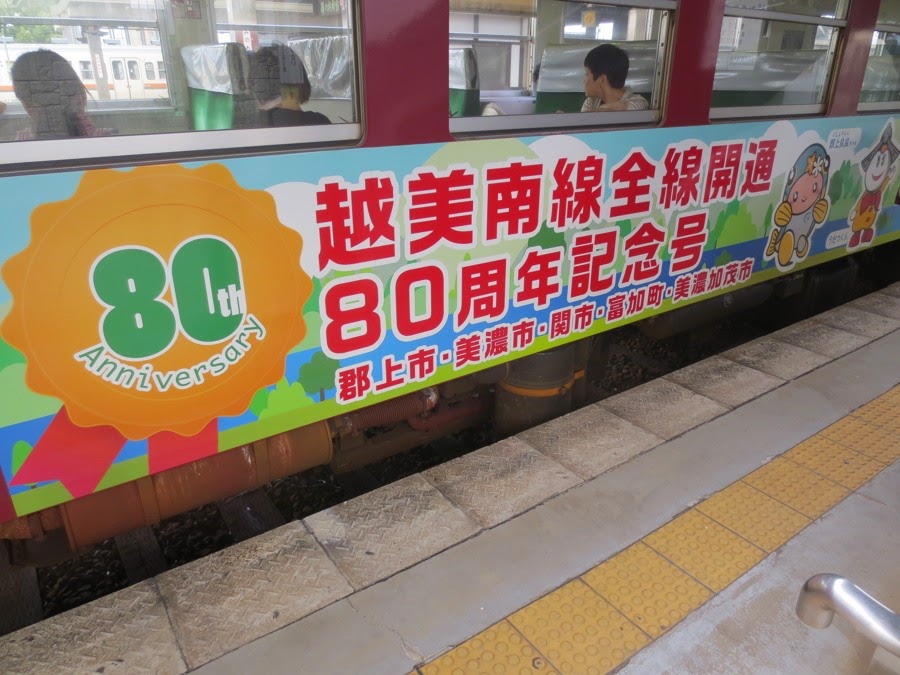 80th
Anniversary
越美南線全線開通
80周年記念号
郡上市・美濃市・関市・富加町・美濃加茂市